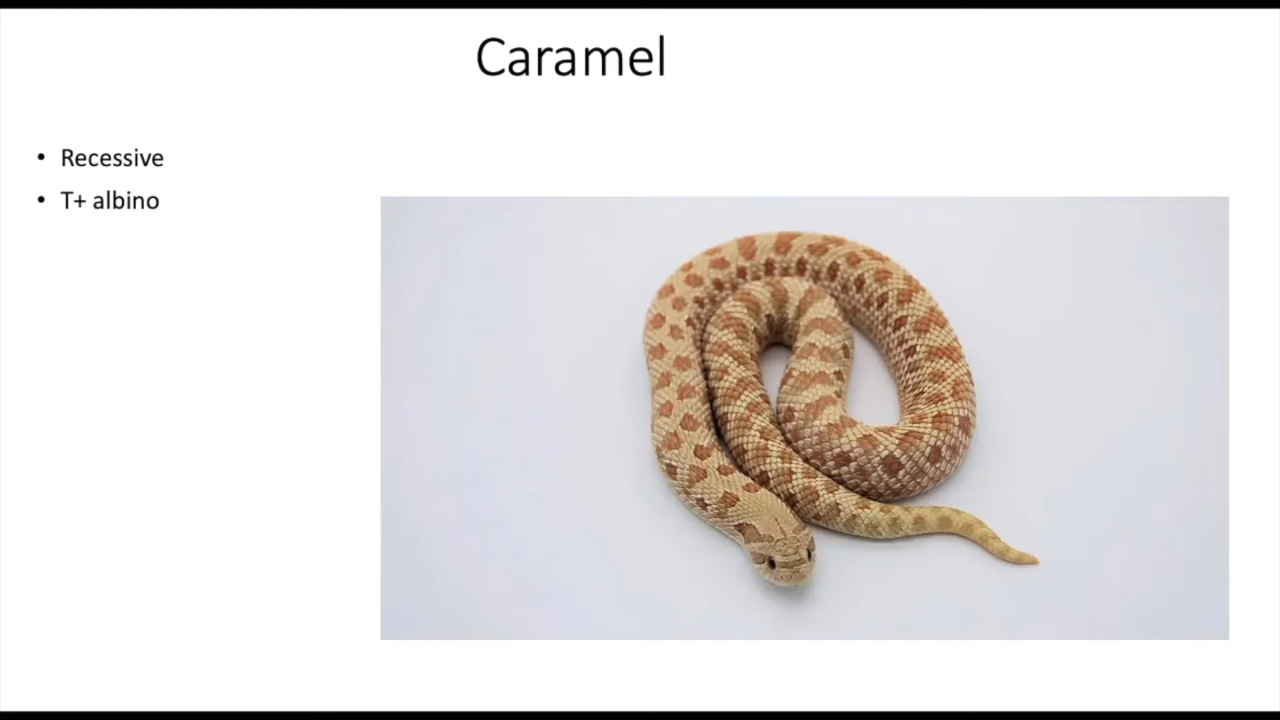 Caramel
• Recessive
• T+ albino